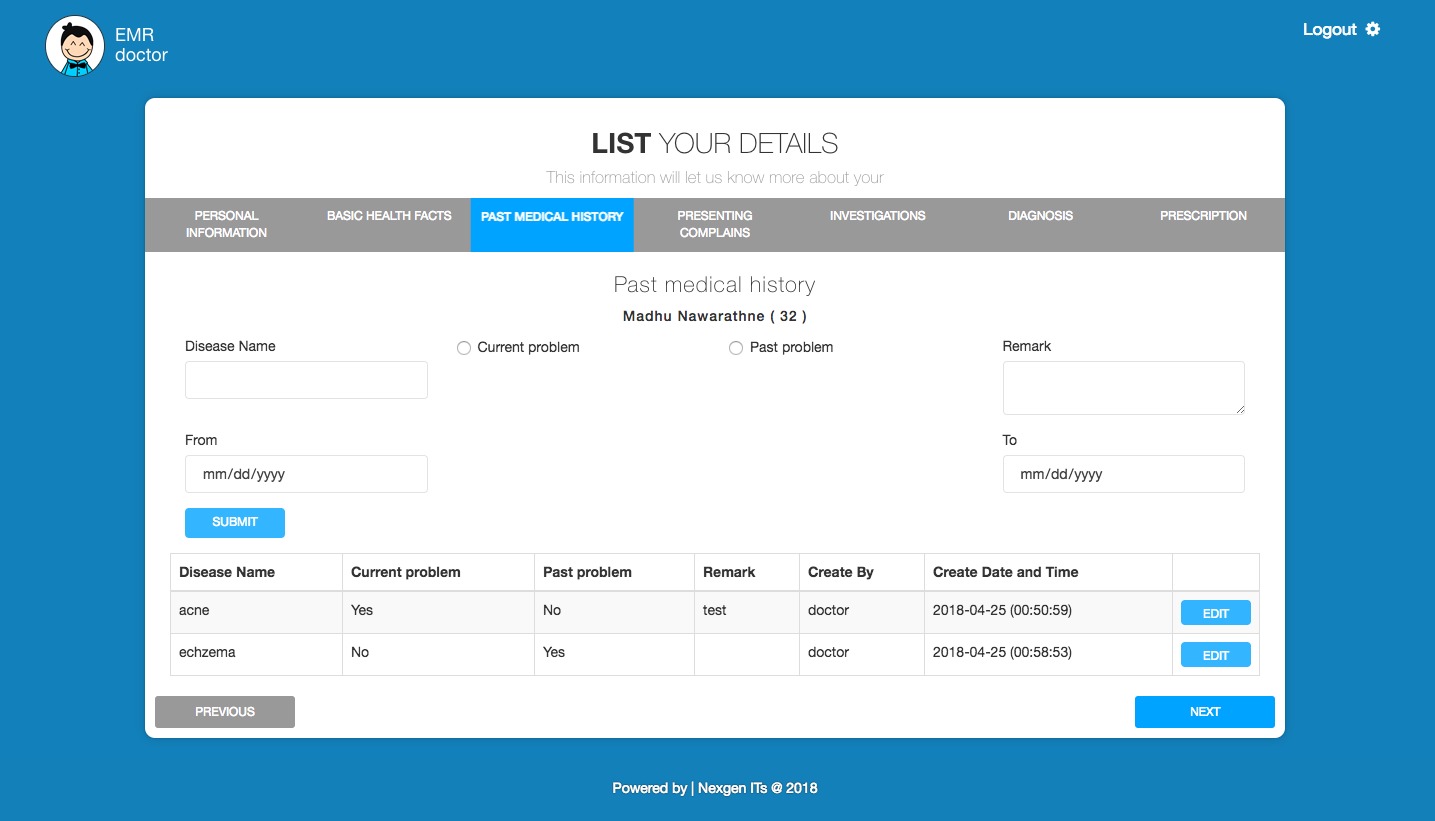 EMR
doctor
Logout
LIST YOUR DETAILS
This information will let us know more about your
PERSONAL
INFORMATION
BASIC HEALTH FACTS
PAST MEDICAL HISTORY
PRESENTING
COMPLAINS
INVESTIGATIONS
DIAGNOSIS
PRESCRIPTION
Past medical history
Madhu Nawarathne ( 32 )
Disease Name
Current problem
Past problem
Remark
From
To
mm/dd/yyyy
mm/dd/yyyy
SUBMIT
Disease Name Current problem Past problem Remark Create By Create Date and Time
acne Yes No test doctor 2018-04-25 (00:50:59) EDIT
echzema No Yes doctor 2018-04-25 (00:58:53) EDIT
PREVIOUS
NEXT
Powered by | Nexgen ITs @ 2018